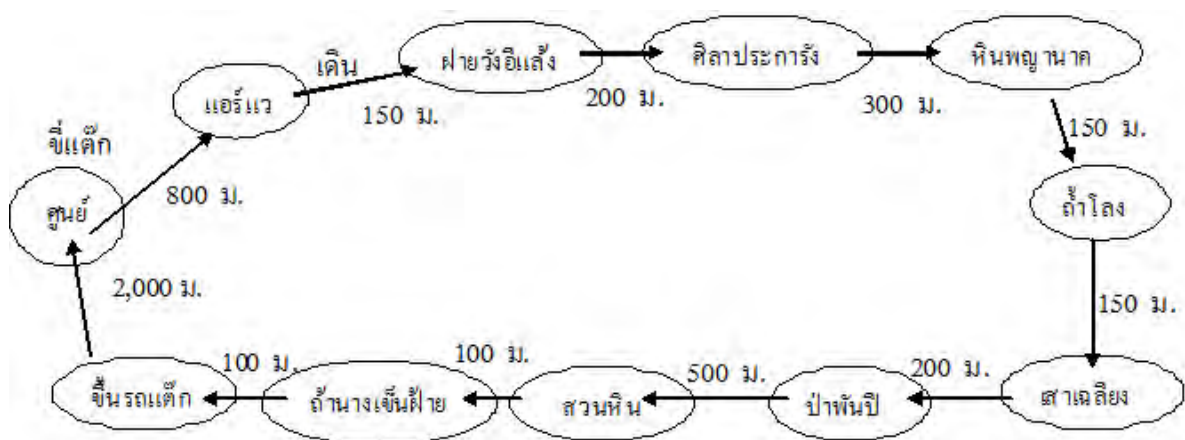 ฝายวังอีแล้ง
ศิลาประการัง
หินพญานาค
เดิน
แอร์แว
150 ม.
200 ม.
300 ม.
150 ม.
ขี่แต๊ก
ศูนย์
800 ม.
ถ้ำโลง
2,000 ม.
150 ม.
100 ม.
100 ม.
500 ม.
200 ม.
ขึ้นรถแต๊ก
ถ้ำนางเข็นฝ้าย
สวนหิน
ป่าพันปี
เสาเฉลียง